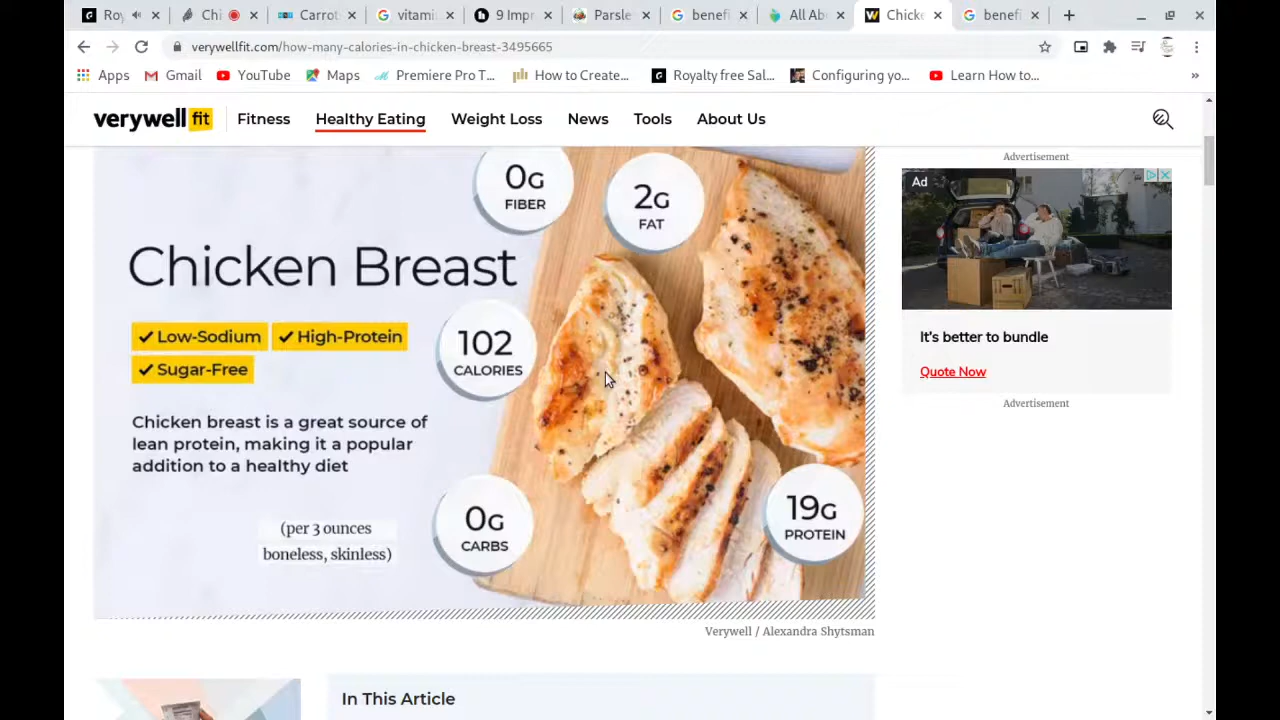 Roy
Chi
Carrot
vitami
9 Impr
Parsle
benefi
All Abo
Chicke
benefi
verywellfit.com/how-many-calories-in-chicken-breast-3495665
Apps
Gmail
YouTube
Maps
Premiere Pro T...
How to Create...
Royalty free Sal...
Configuring yo...
Learn How to...
»
verywell fit
Fitness
Healthy Eating
Weight Loss
News
Tools
About Us
Advertisement
Ad
0G
FIBER
2G
FAT
Chicken Breast
Low-Sodium
High-Protein
Sugar-Free
102
CALORIES
Chicken breast is a great source of
lean protein, making it a popular
addition to a healthy diet
(per 3 ounces
boneless, skinless)
0G
CARBS
19G
PROTEIN
It's better to bundle
Quote Now
Advertisement
Verywell / Alexandra Shytsman
In This Article